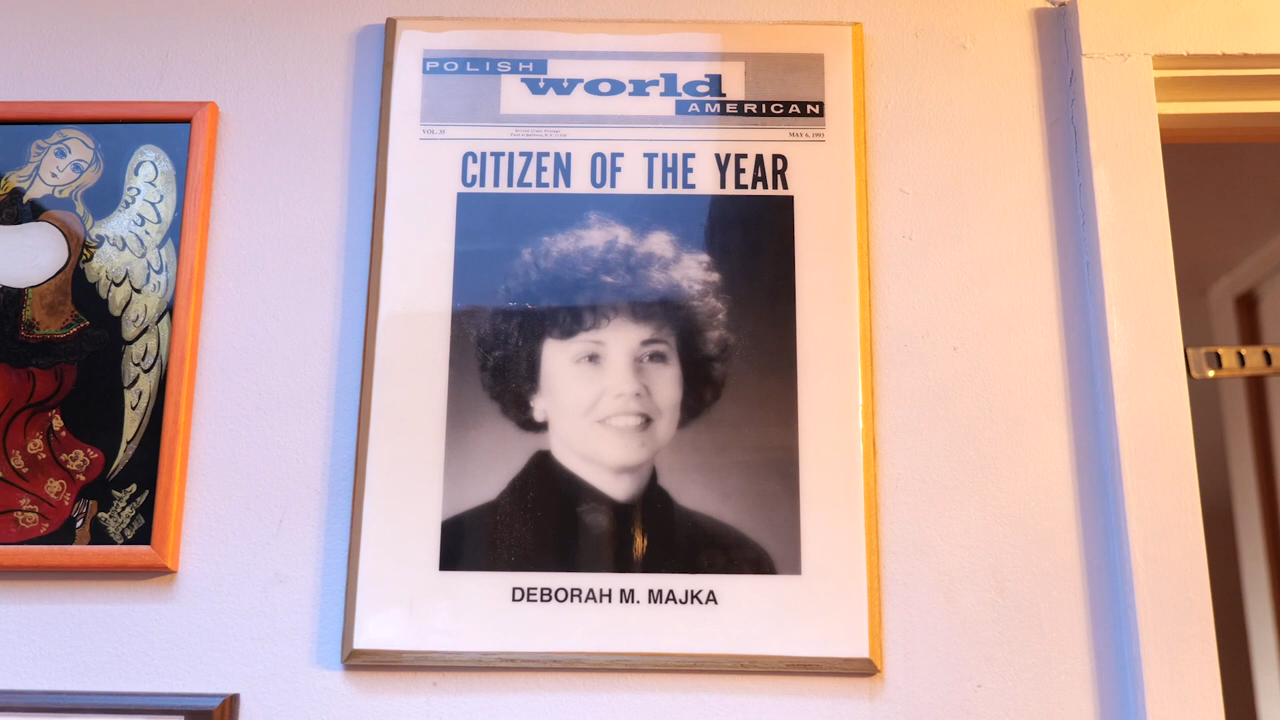 POLISH
world
AMERICAN
VOL. 35
MAY 6, 1993
CITIZEN OF THE YEAR
DEBORAH M. MAJKA